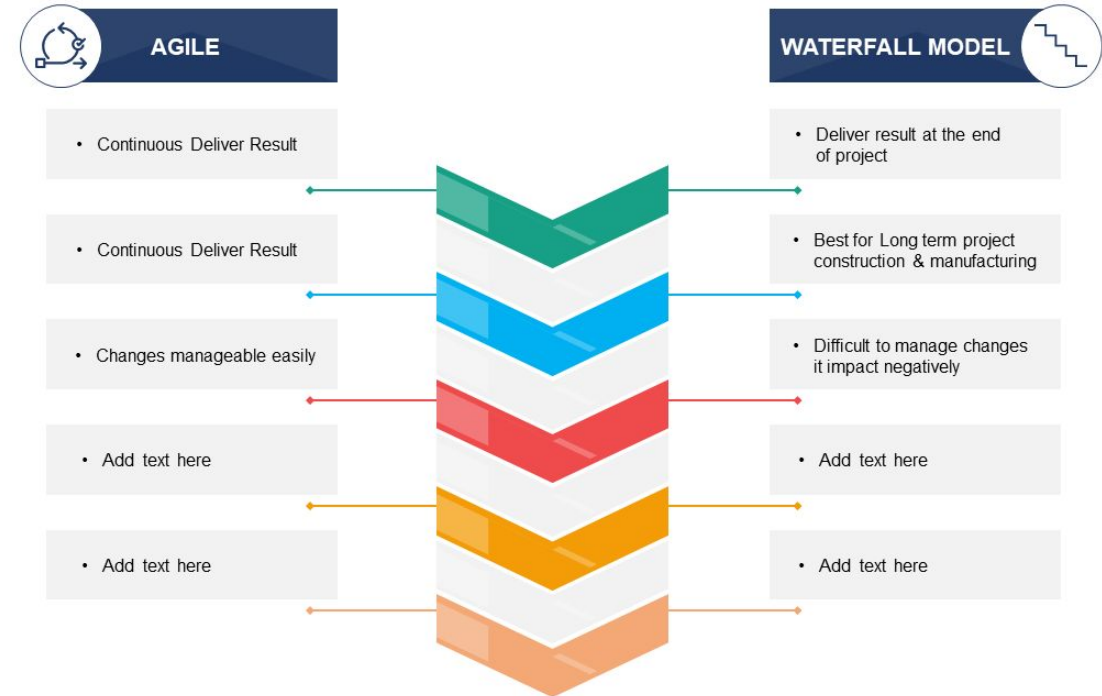 AGILE
WATERFALL MODEL
• Continuous Deliver Result
• Deliver result at the end
of project
• Continuous Deliver Result
• Best for Long term project
construction & manufacturing
• Changes manageable easily
• Difficult to manage changes
it impact negatively
• Add text here
• Add text here
• Add text here
• Add text here